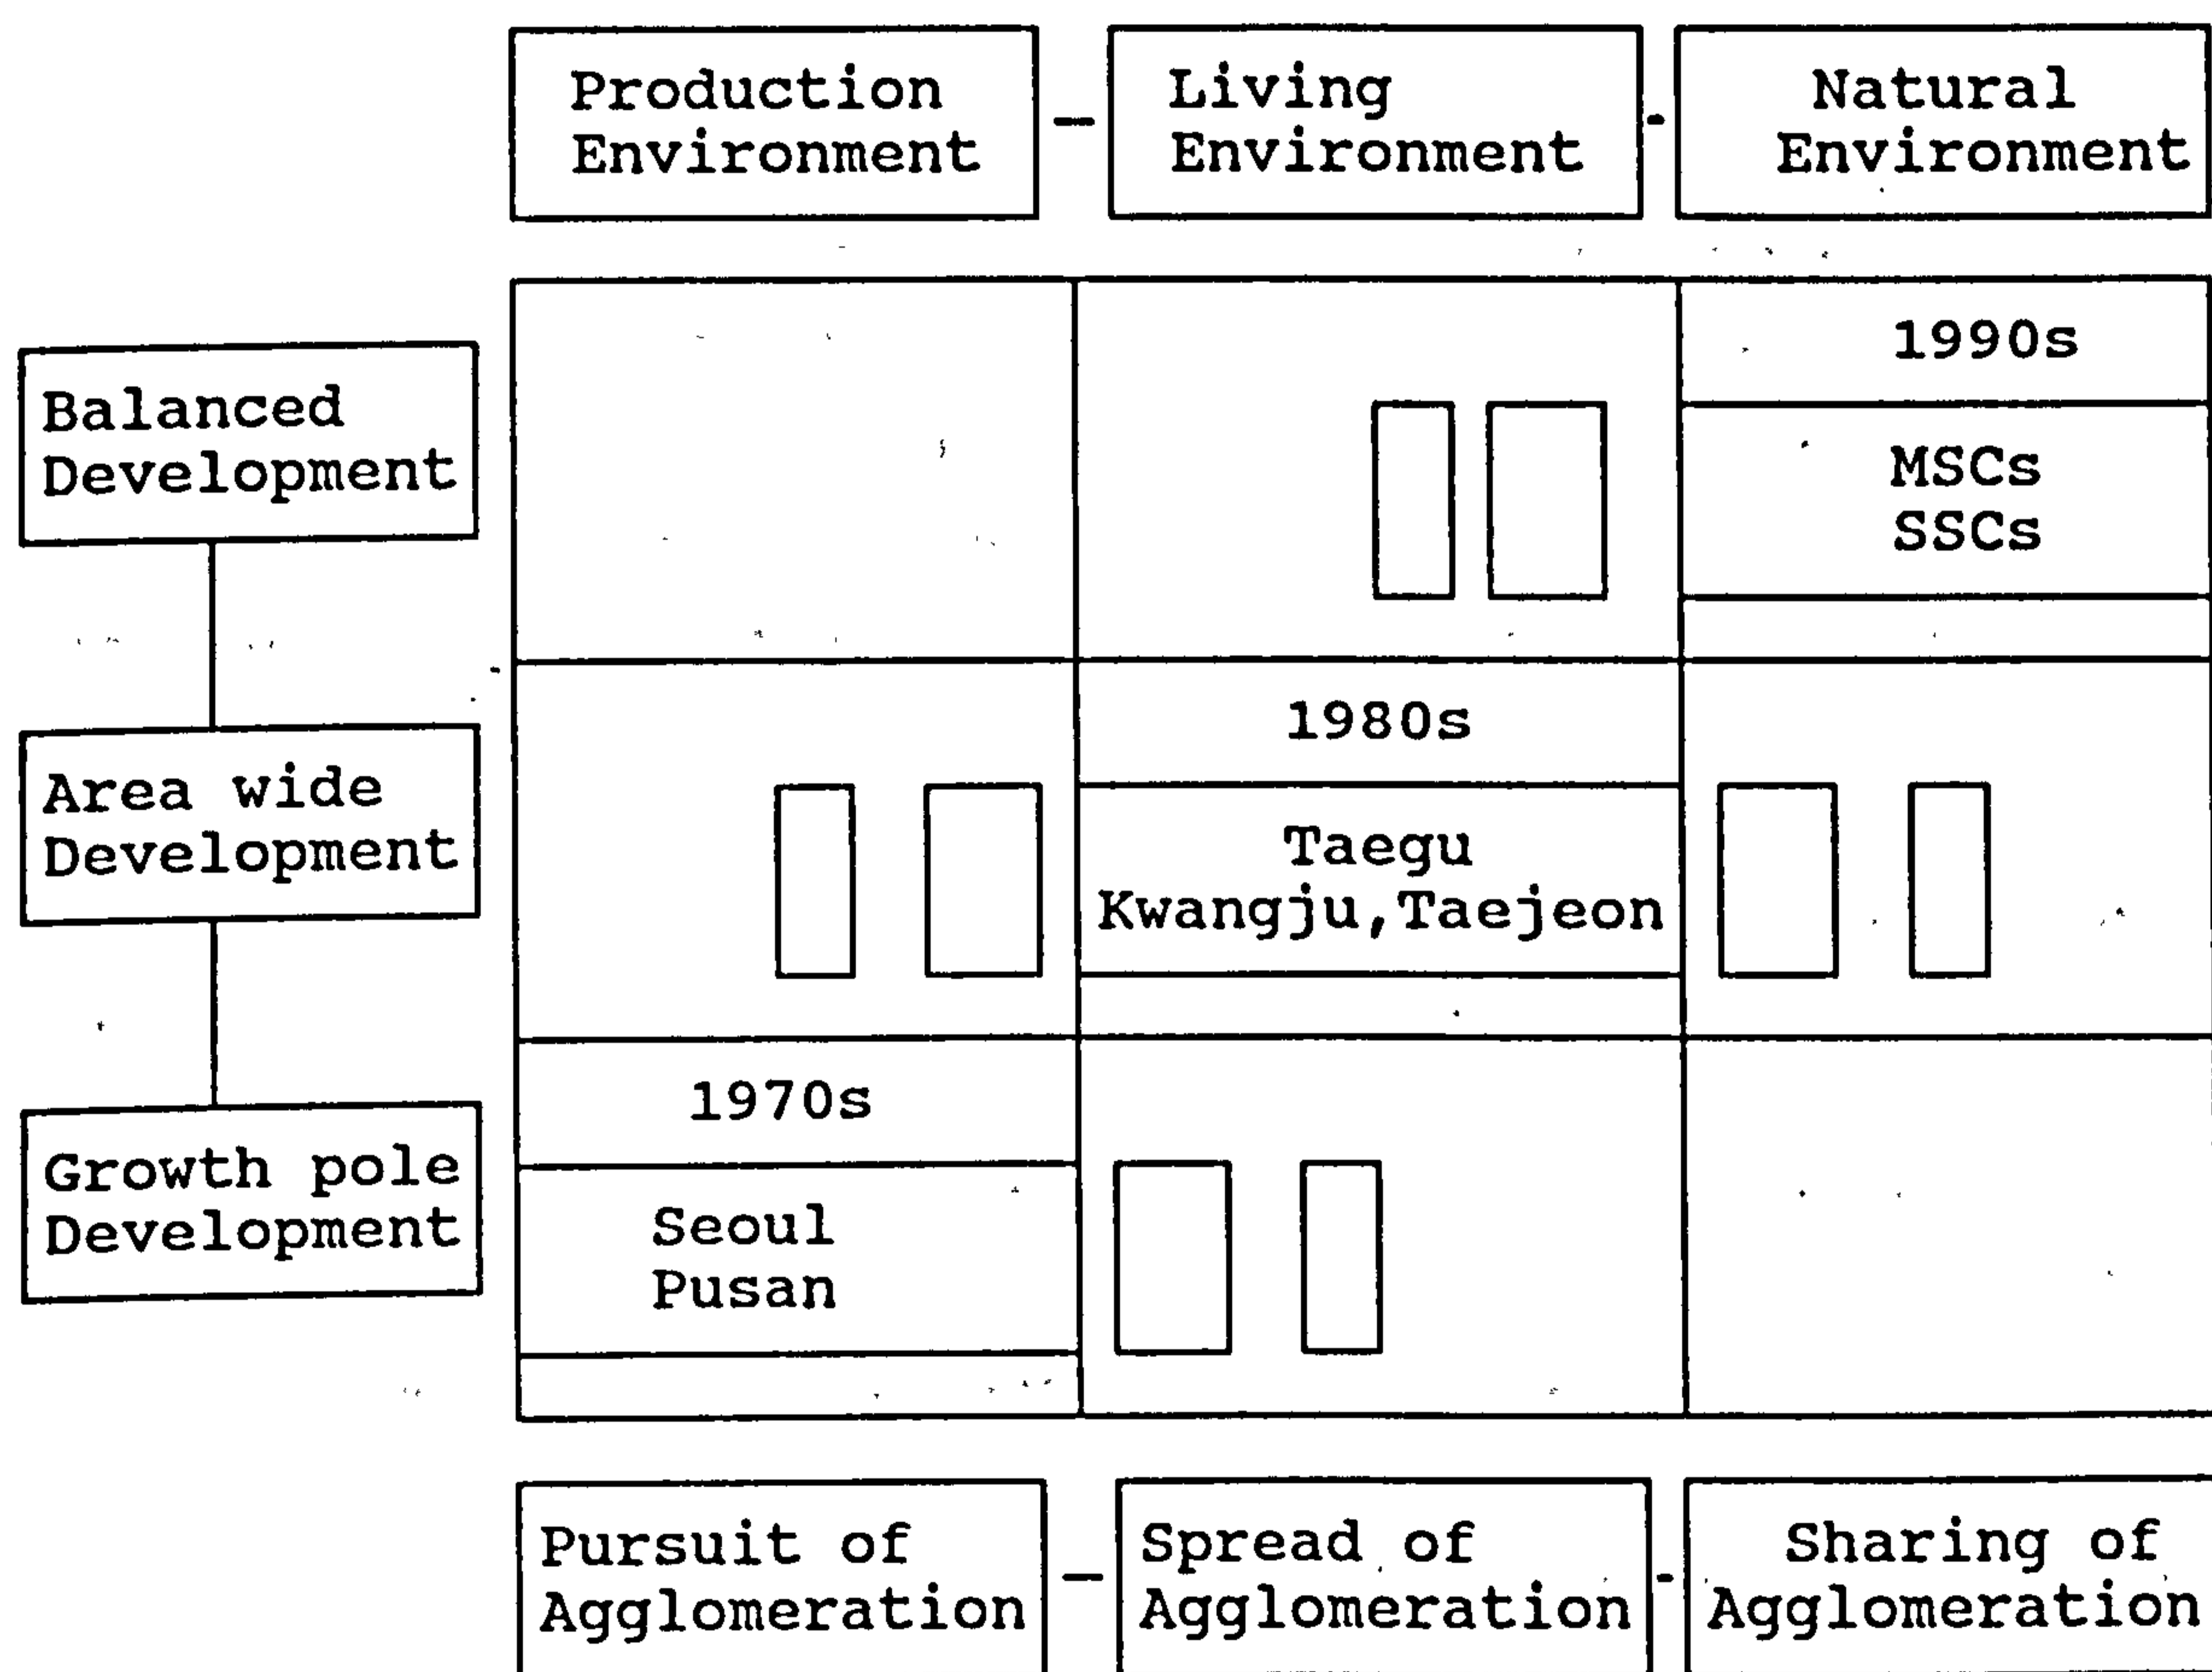 Production
Environment
Living
Environment
Natural
Environment
Balanced
Development
1990s
MSCs
SSCs
Area wide
Development
1980s
Taegu
Kwangju,Taejeon
Growth pole
Development
1970s
Seoul
Pusan
Pursuit of
Agglomeration
Spread of
Agglomeration
Sharing of
Agglomeration